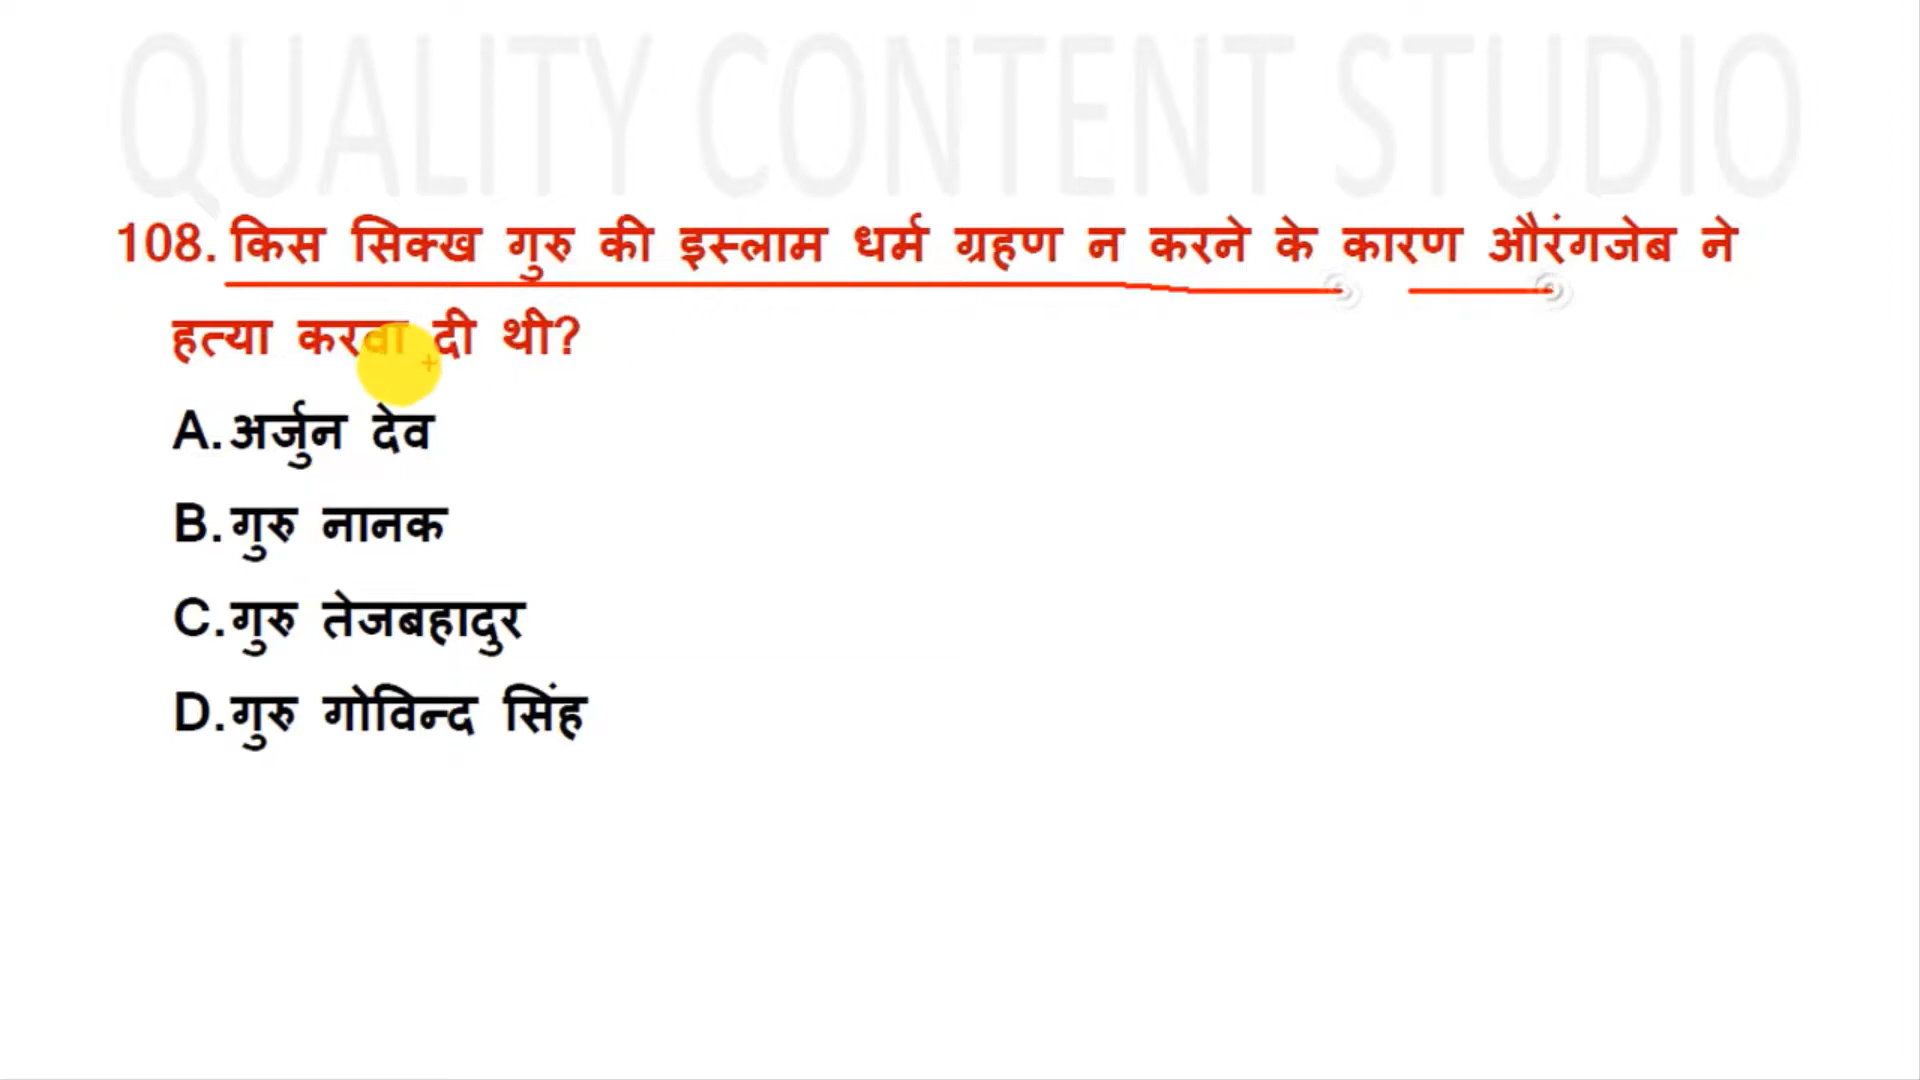 QUALITY CONTENT STUDIO
108. किस सिक्ख गुरु की इस्लाम धर्म ग्रहण न करने के कारण औरंगजेब ने
हत्या करवा दी थी?
A. अर्जुन देव
B. गुरु नानक
C. गुरु तेजबहादुर
D. गुरु गोविन्द सिंह